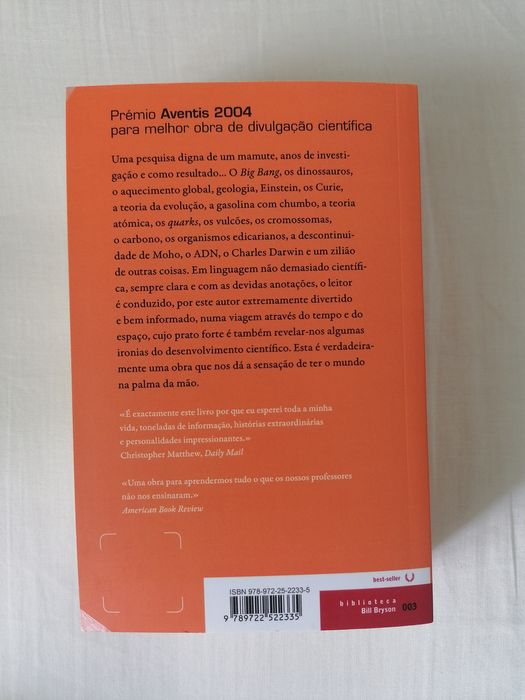 Prémio Aventis 2004
para melhor obra de divulgação científica
Uma pesquisa digna de um mamute, anos de investi-
gação e como resultado... O Big Bang, os dinossauros,
o aquecimento global, geologia, Einstein, os Curie,
a teoria da evolução, a gasolina com chumbo, a teoria
atómica, os quarks, os vulcões, os cromossomas,
o carbono, os organismos edicarianos, a descontinui-
dade de Moho, o ADN, o Charles Darwin e um zilião
de outras coisas. Em linguagem não demasiado científi-
ca, sempre clara e com as devidas anotações, o leitor
é conduzido, por este autor extremamente divertido
e bem informado, numa viagem através do tempo e do
espaço, cujo prato forte é também revelar-nos algumas
ironias do desenvolvimento científico. Esta é verdadeira-
mente uma obra que nos dá a sensação de ter o mundo
na palma da mão.
«É exactamente este livro por que eu esperei toda a minha
vida, toneladas de informação, histórias extraordinárias
e personalidades impressionantes.»
Christopher Matthew, Daily Mail
«Uma obra para aprendermos tudo o que os nossos professores
não nos ensinaram.»
American Book Review
ISBN 978-972-25-2233-5
9 789722 522335
best-seller
biblioteca
Bill Bryson
003